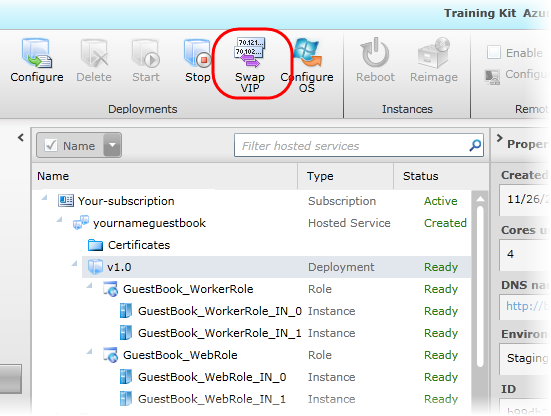 Training Kit Azur
70,121...
70,102...
Configure Delete Start Stop Swap VIP Configure OS Reboot Reimage
Enable
Configu
Deployments Instances Remo
Name
Filter hosted services
Proper
Name Type Status
Your-subscription Subscription Active
yournameguestbook Hosted Service Created
Certificates
v1.0 Deployment Ready
GuestBook_WorkerRole Role Ready
GuestBook_WorkerRole_IN_0 Instance Ready
GuestBook_WorkerRole_IN_1 Instance Ready
GuestBook_WebRole Role Ready
GuestBook_WebRole_IN_0 Instance Ready
GuestBook_WebRole_IN_1 Instance Ready
Created
11/26/2
Cores u
4
DNS na
http://b
Environ
Staging
ID